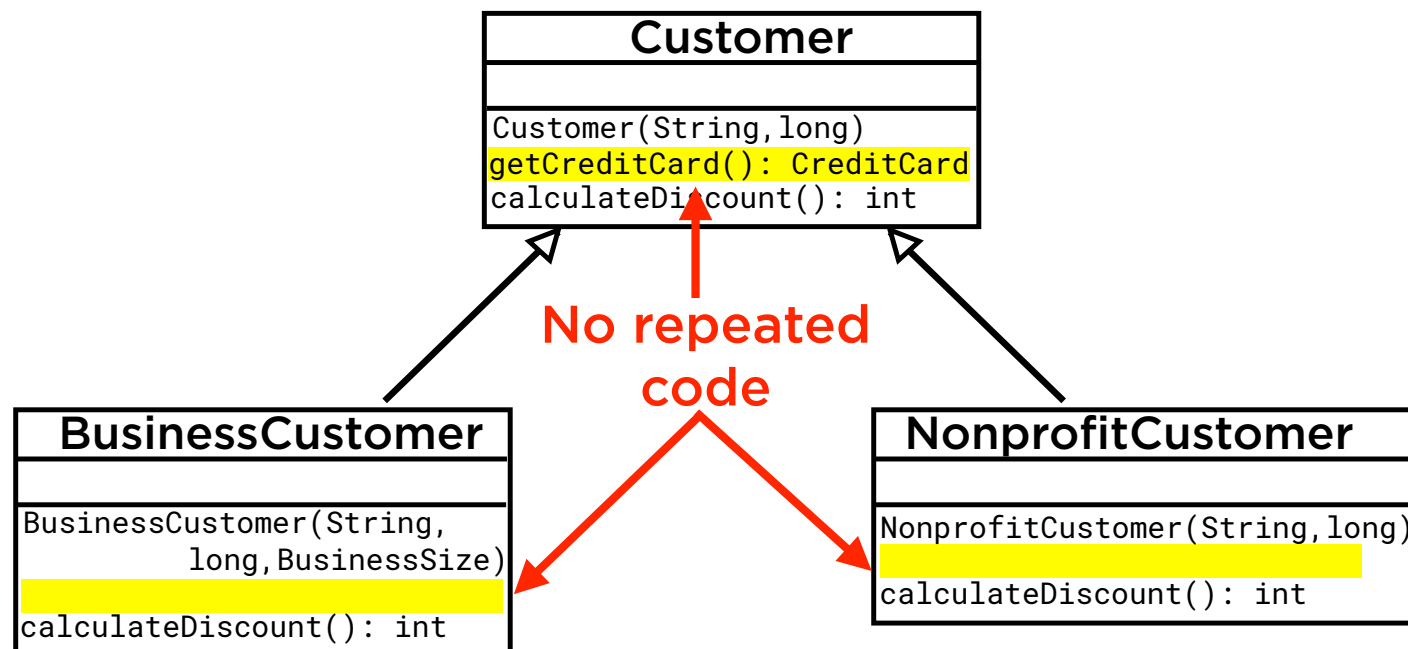 Customer
Customer(String,long)
getCreditCard(): CreditCard
calculateDiscount(): int
No repeated
code
BusinessCustomer
BusinessCustomer(String,
long,BusinessSize)
calculateDiscount(): int
NonprofitCustomer
NonprofitCustomer(String,long)
calculateDiscount(): int